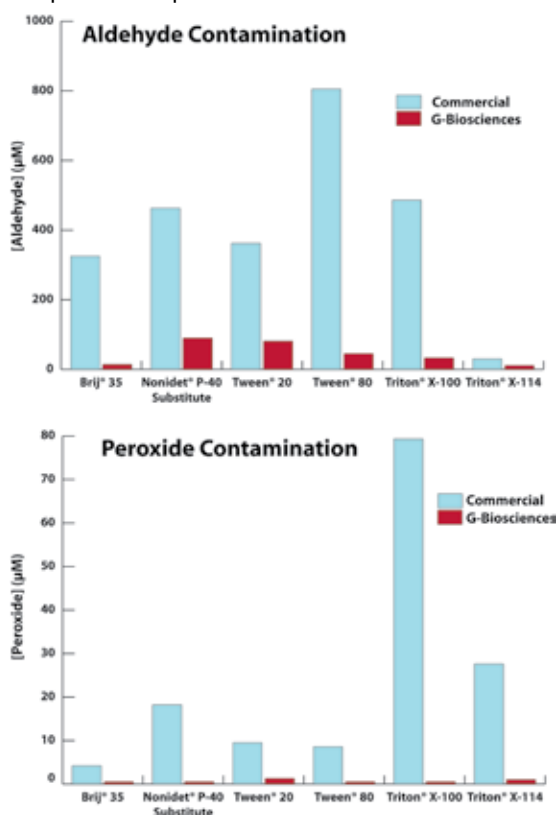 Aldehyde Contamination
1000
800
600
400
200
0
[Aldehyde] (μM)
Commercial
G-Biosciences
Brij® 35 Nonidet® P-40 Tween® 20 Tween® 80 Triton® X-100 Triton® X-114
Substitute
Peroxide Contamination
80
70
60
50
40
30
20
10
0
[Peroxide] (μM)
Commercial
G-Biosciences
Brij® 35 Nonidet® P-40 Tween® 20 Tween® 80 Triton® X-100 Triton® X-114
Substitute